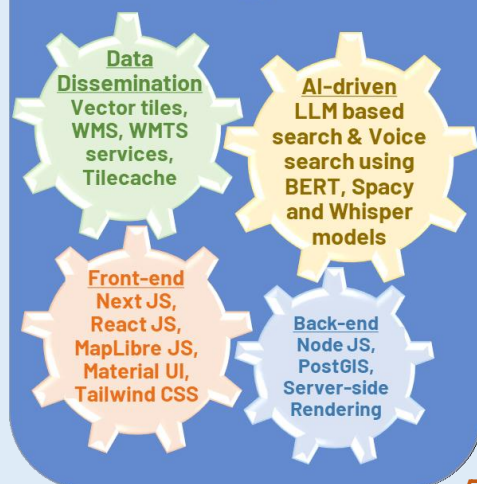 Data
Dissemination
Vector tiles,
WMS, WMTS
services,
Tilecache
AI-driven
LLM based
search & Voice
search using
BERT, Spacy
and Whisper
models
Front-end
Next JS,
React JS,
MapLibre JS,
Material UI,
Tailwind CSS
Back-end
Node JS,
PostGIS,
Server-side
Rendering